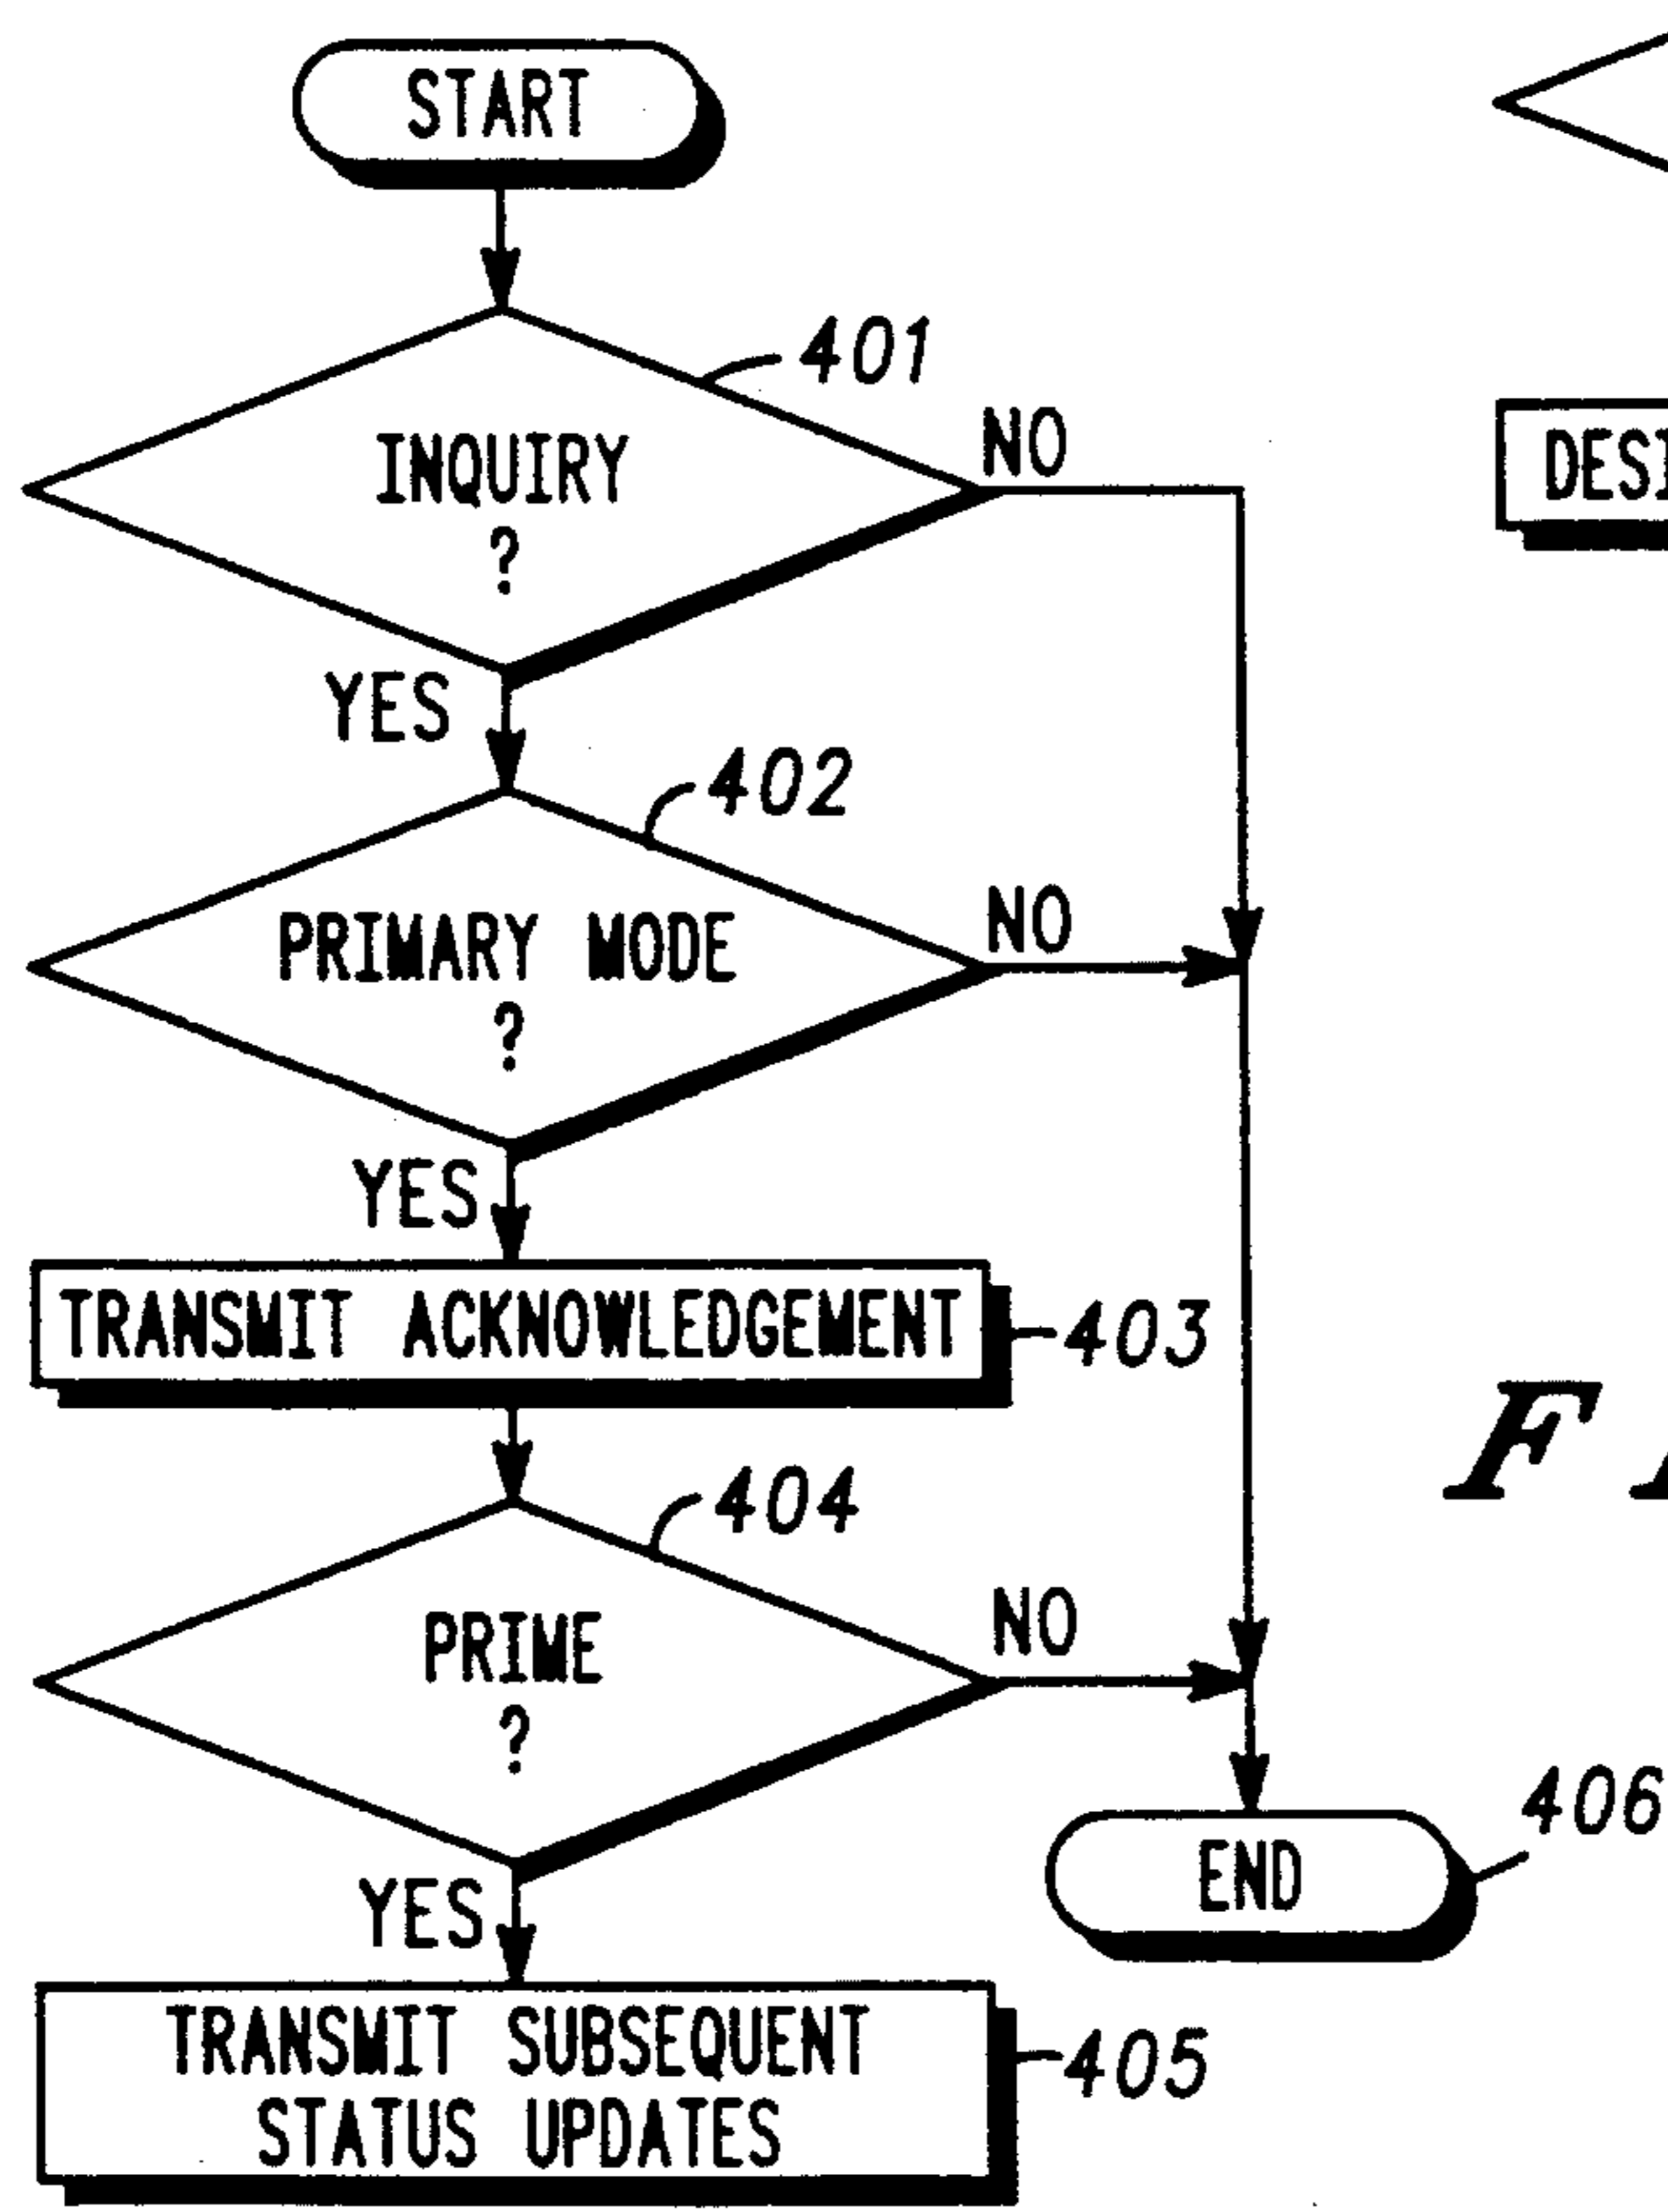 START
401
INQUIRY
?
NO
YES
402
PRIMARY MODE
?
NO
YES
TRANSMIT ACKNOWLEDGEMENT
403
404
PRIME
?
NO
YES
406
END
TRANSMIT SUBSEQUENT
STATUS UPDATES
405
DESI
F